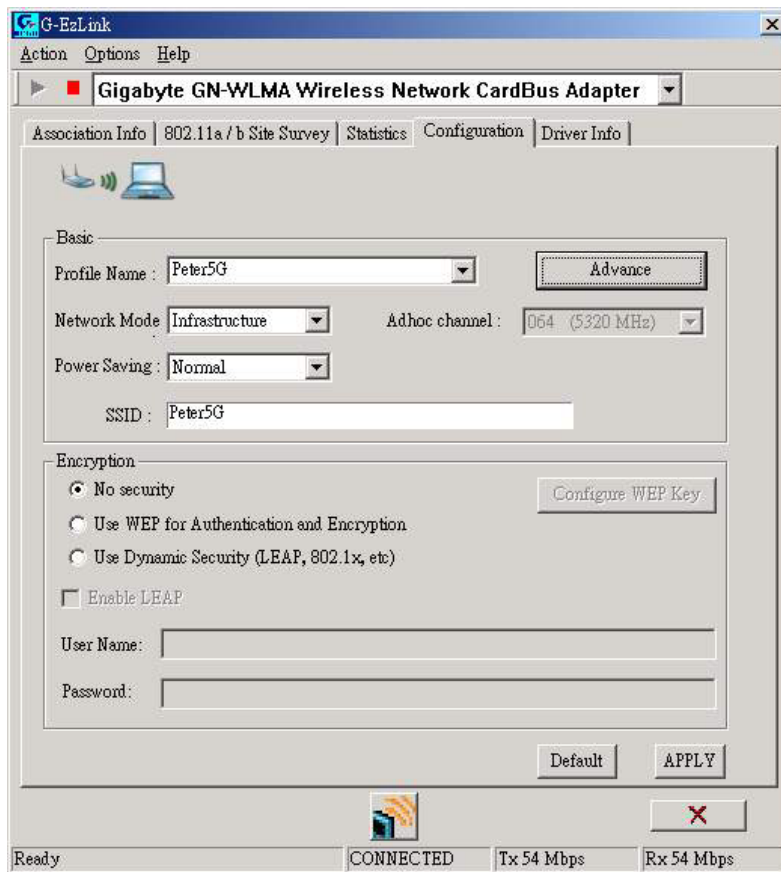 G-EzLink
Action Options Help
Gigabyte GN-WLMA Wireless Network CardBus Adapter
Association Info 802.11a / b Site Survey Statistics Configuration Driver Info
Basic
Profile Name : Peter5G Advance
Network Mode : Infrastructure Adhoc channel : 064 (5320 MHz)
Power Saving : Normal
SSID : Peter5G
Encryption
No security Configure WEP Key
Use WEP for Authentication and Encryption
Use Dynamic Security (LEAP, 802.1x, etc)
Enable LEAP
User Name:
Password:
Default APPLY
Ready CONNECTED Tx 54 Mbps Rx 54 Mbps